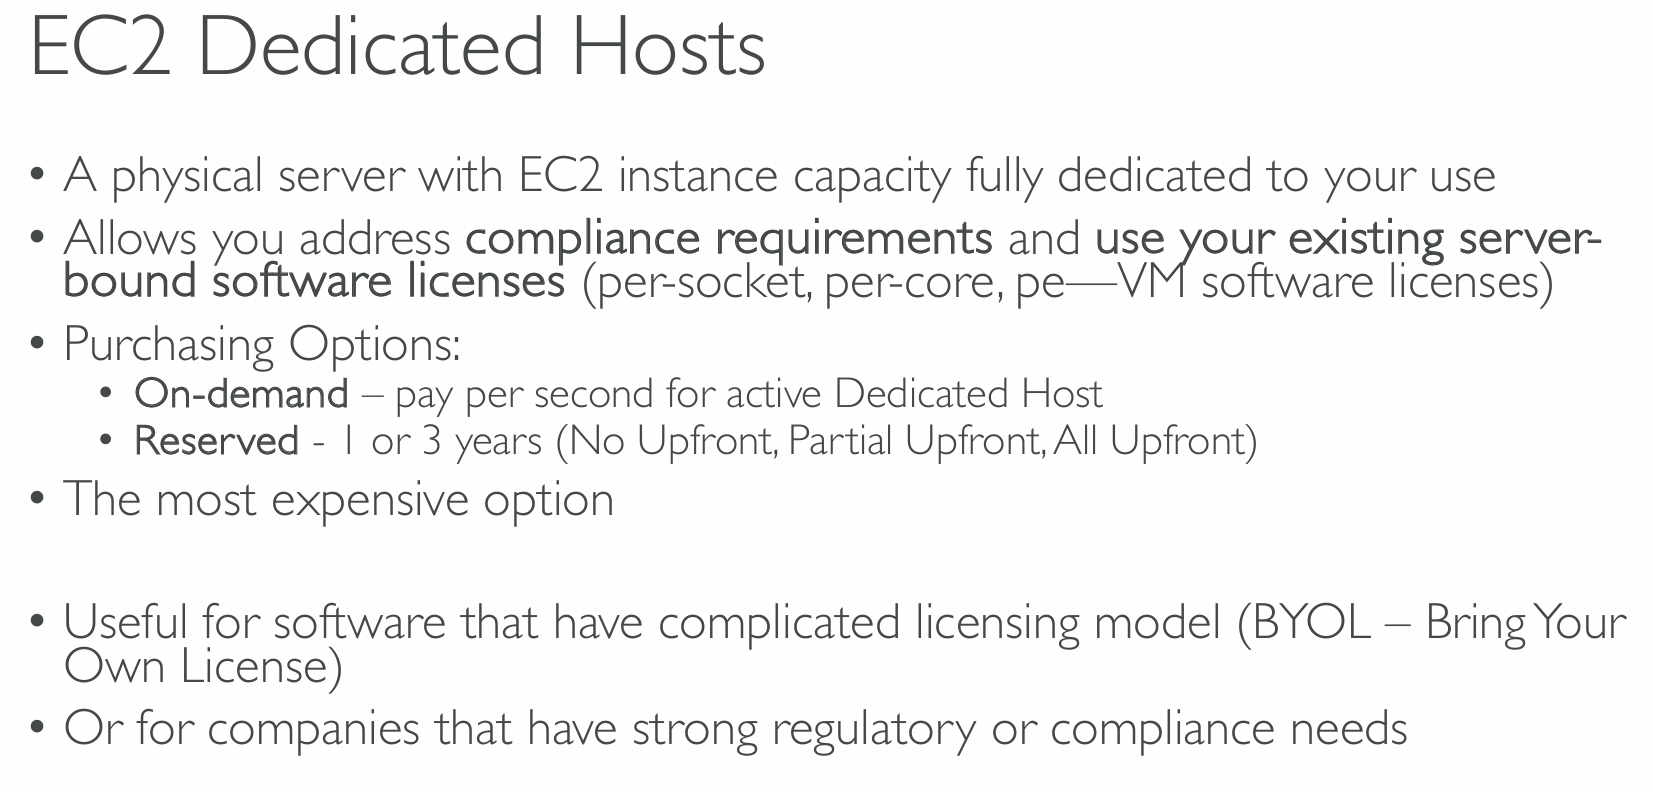 EC2 Dedicated Hosts
• A physical server with EC2 instance capacity fully dedicated to your use
• Allows you address compliance requirements and use your existing server-
bound software licenses (per-socket, per-core, pe—VM software licenses)
• Purchasing Options:
• On-demand – pay per second for active Dedicated Host
• Reserved - 1 or 3 years (No Upfront, Partial Upfront, All Upfront)
• The most expensive option
• Useful for software that have complicated licensing model (BYOL – Bring Your
Own License)
• Or for companies that have strong regulatory or compliance needs